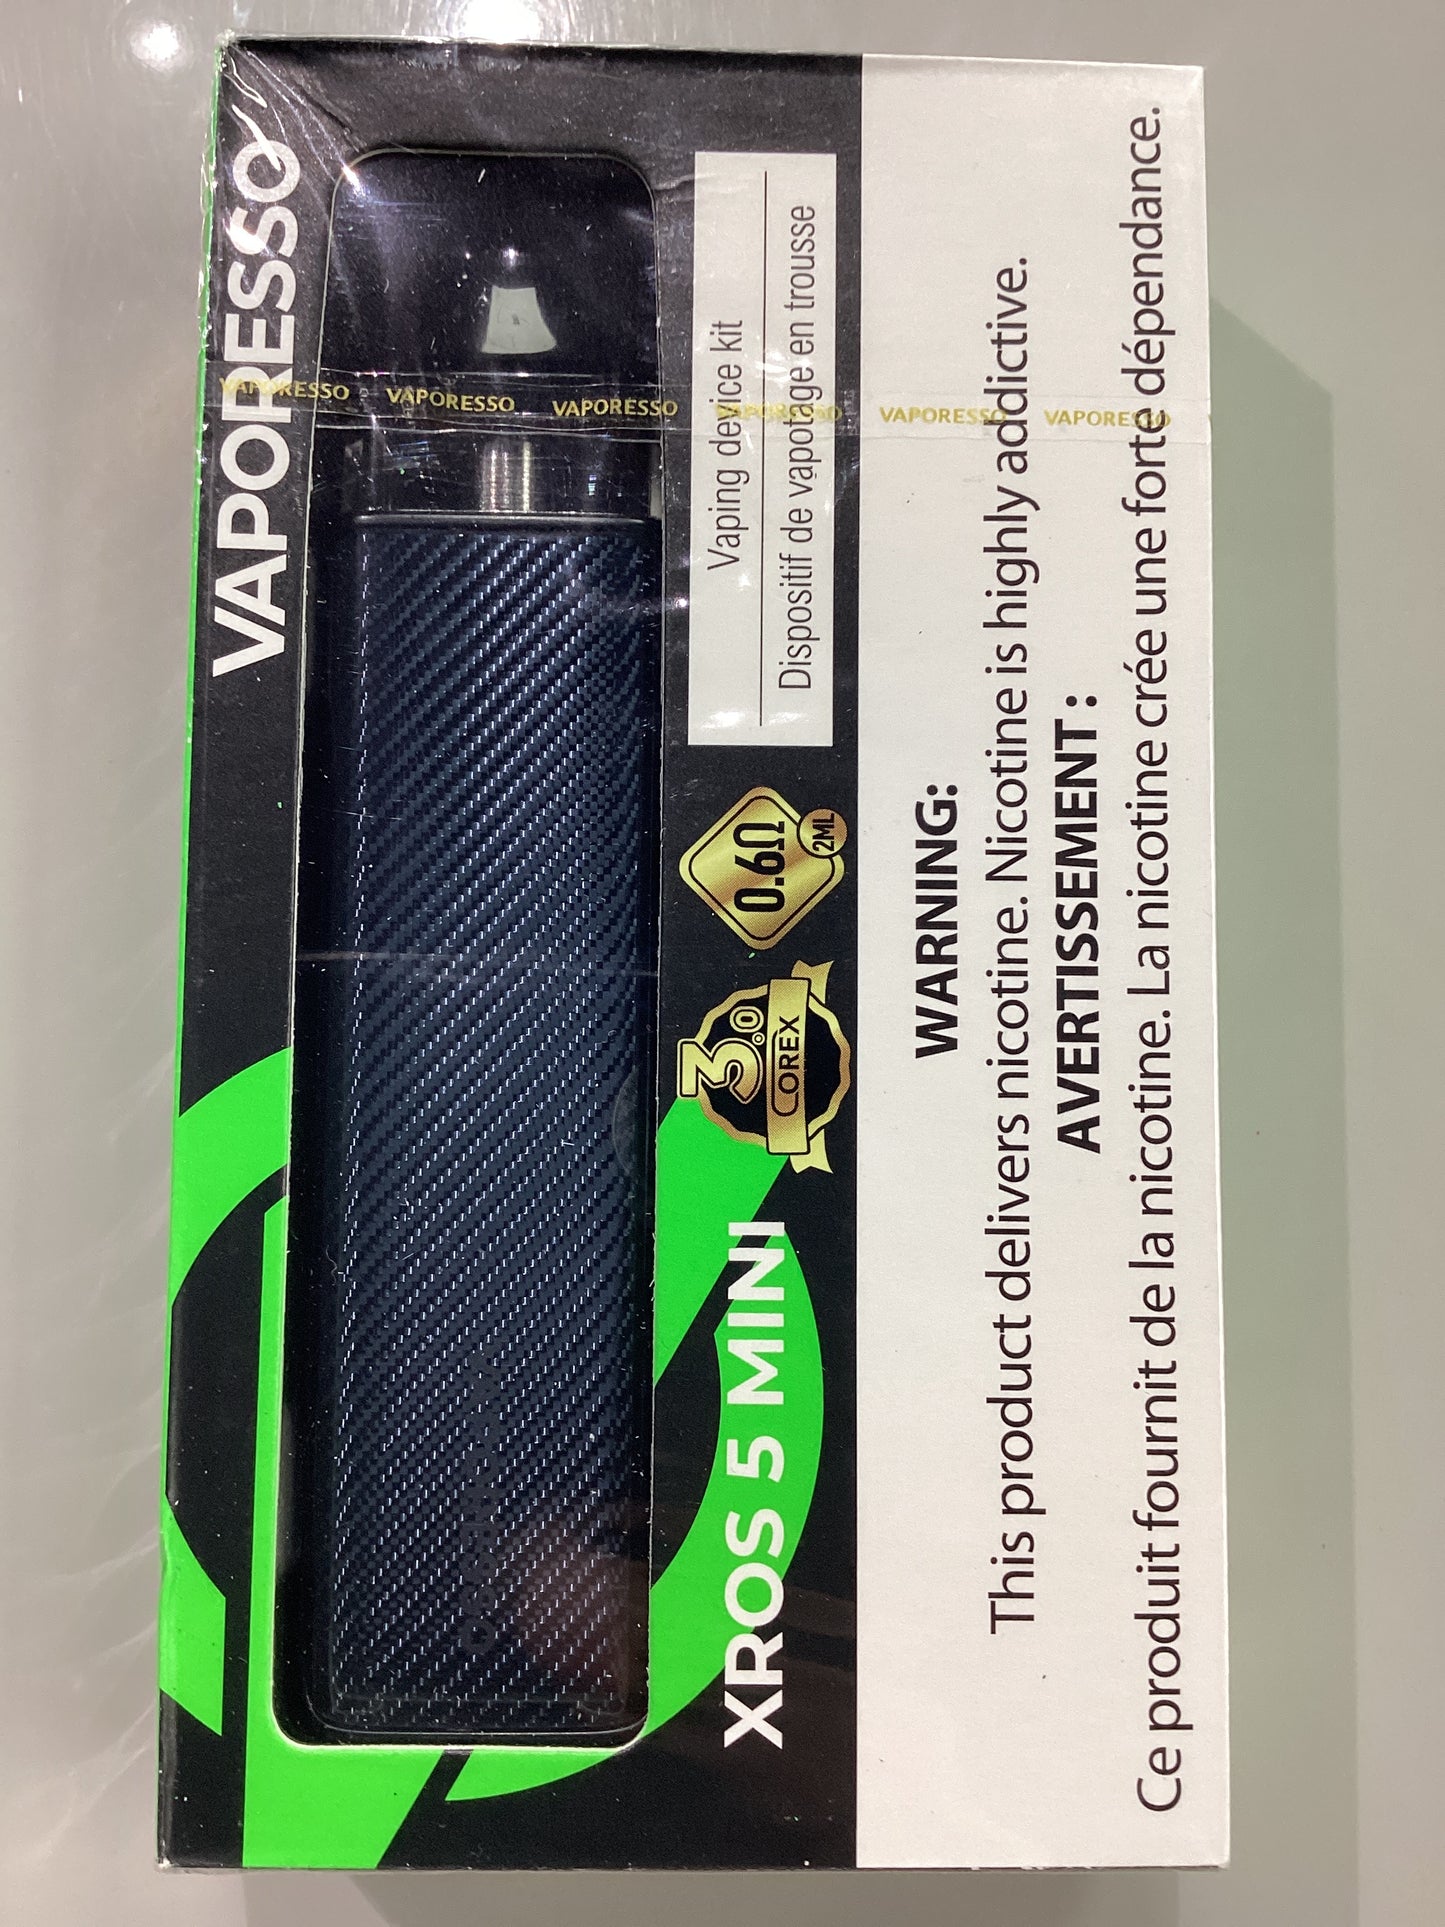 VAPORESSO
VAPORESSO VAPORESSO VAPORESSO VAPORESSO VAPORESSO VAPORESSO
Vaping device kit
Dispositif de vapotage en trousse
0.6Ω
2ML
3.0
COREX
XROS 5 MINI
WARNING:
This product delivers nicotine. Nicotine is highly addictive.
AVERTISSEMENT :
Ce produit fournit de la nicotine. La nicotine crée une forte dépendance.